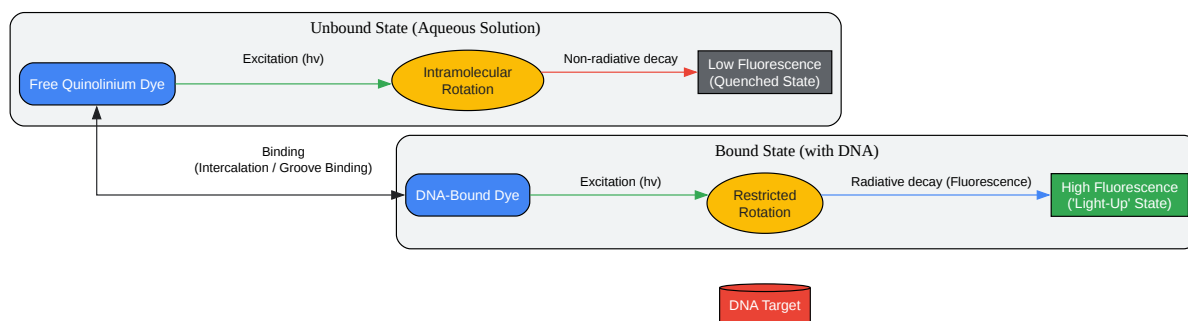 Unbound State (Aqueous Solution)
Free Quinolinium Dye
Excitation (hv)
Intramolecular
Rotation
Non-radiative decay
Low Fluorescence
(Quenched State)
Binding
(Intercalation / Groove Binding)
Bound State (with DNA)
DNA-Bound Dye
Excitation (hv)
Restricted
Rotation
Radiative decay (Fluorescence)
High Fluorescence
('Light-Up' State)
DNA Target